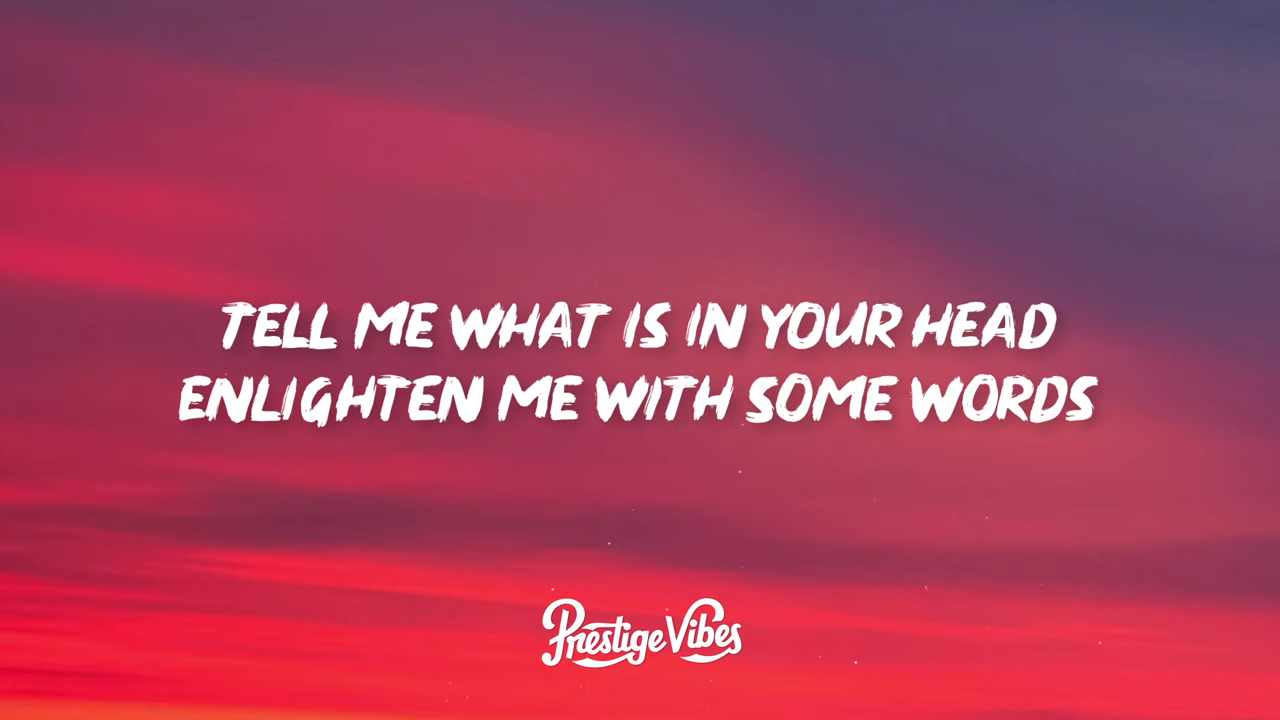 TELL ME WHAT IS IN YOUR HEAD
ENLIGHTEN ME WITH SOME WORDS
Prestige Vibes